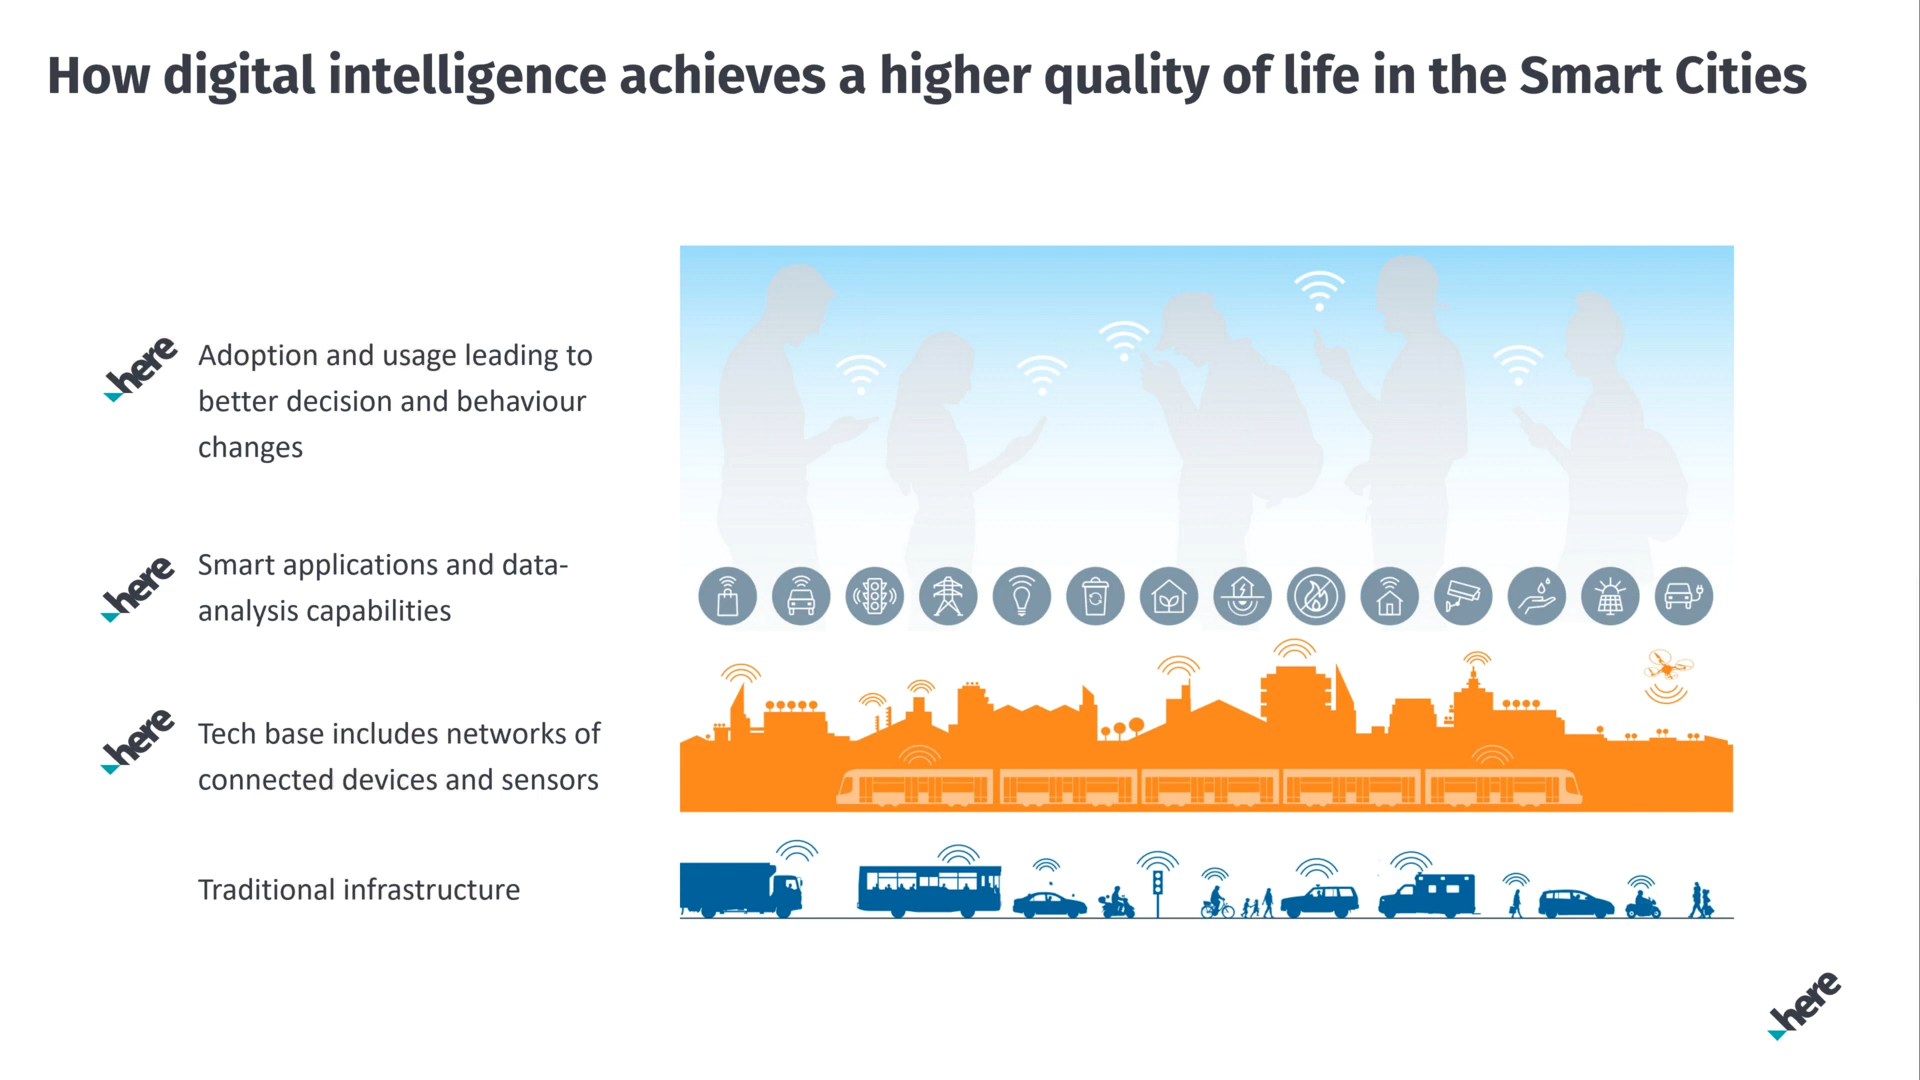 How digital intelligence achieves a higher quality of life in the Smart Cities
here
Adoption and usage leading to
better decision and behaviour
changes
here
Smart applications and data-
analysis capabilities
here
Tech base includes networks of
connected devices and sensors
Traditional infrastructure
here